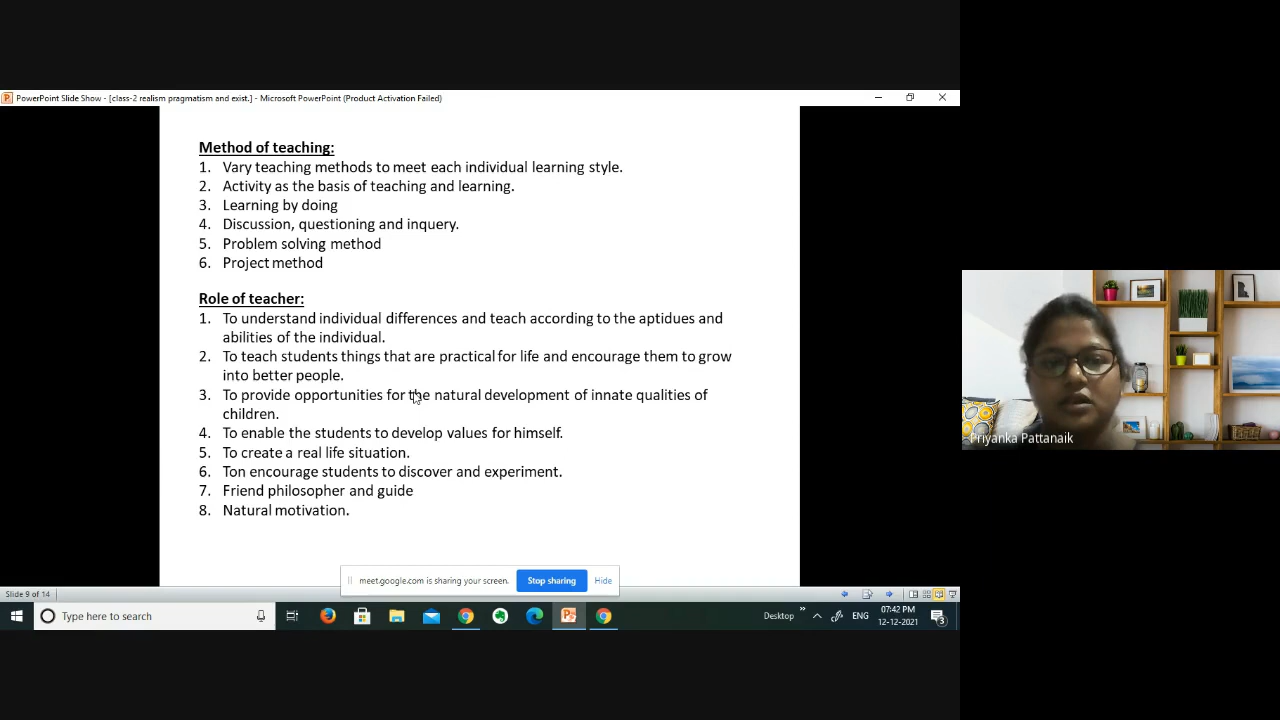 PowerPoint Slide Show - [class-2 realism pragmatism and exist.] - Microsoft PowerPoint (Product Activation Failed)
Method of teaching:
1. Vary teaching methods to meet each individual learning style.
2. Activity as the basis of teaching and learning.
3. Learning by doing
4. Discussion, questioning and inquery.
5. Problem solving method
6. Project method
Role of teacher:
1. To understand individual differences and teach according to the aptidues and
abilities of the individual.
2. To teach students things that are practical for life and encourage them to grow
into better people.
3. To provide opportunities for the natural development of innate qualities of
children.
4. To enable the students to develop values for himself.
5. To create a real life situation.
6. Ton encourage students to discover and experiment.
7. Friend philosopher and guide
8. Natural motivation.
Priyanka Pattanaik
meet.google.com is sharing your screen. Stop sharing Hide
Slide 9 of 14
Type here to search
Desktop
ENG
07:42 PM
12-12-2021
3